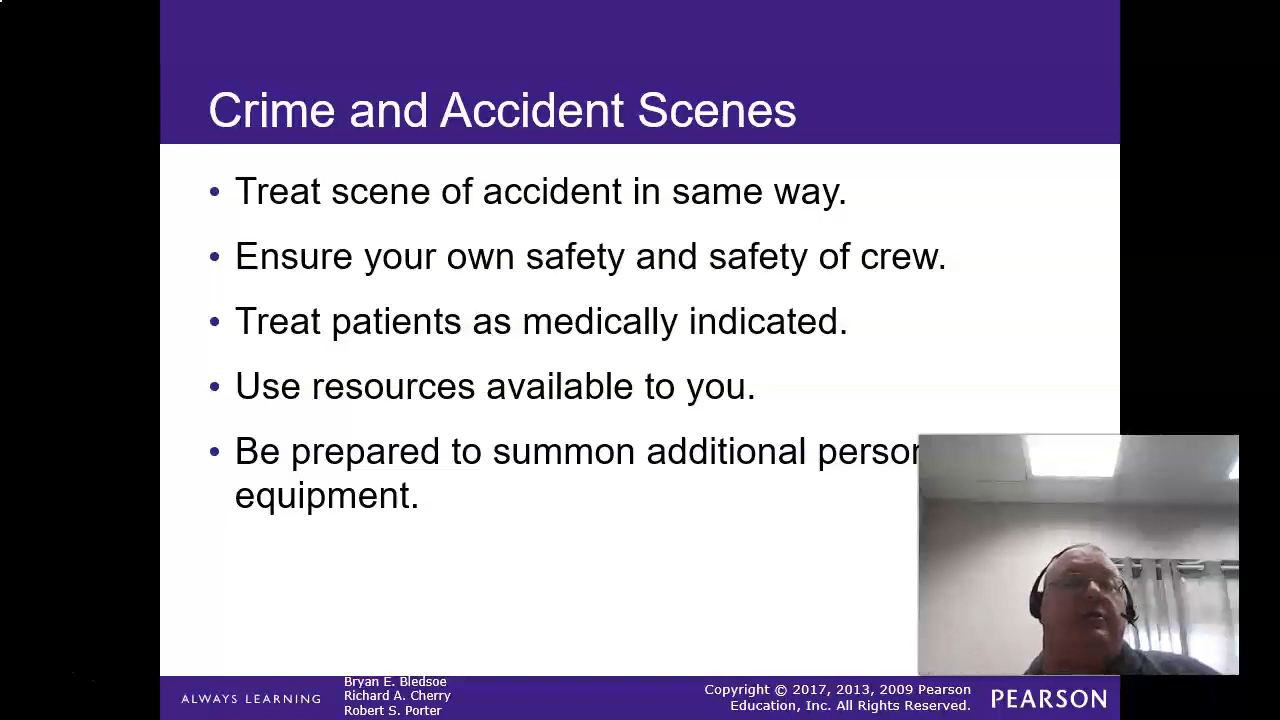 Crime and Accident Scenes
• Treat scene of accident in same way.
• Ensure your own safety and safety of crew.
• Treat patients as medically indicated.
• Use resources available to you.
• Be prepared to summon additional
equipment.
ALWAYS LEARNING
Bryan E. Bledsoe
Richard A. Cherry
Robert S. Porter
Copyright © 2017, 2013, 2009 Pearson
Education, Inc. All Rights Reserved.
PEARSON